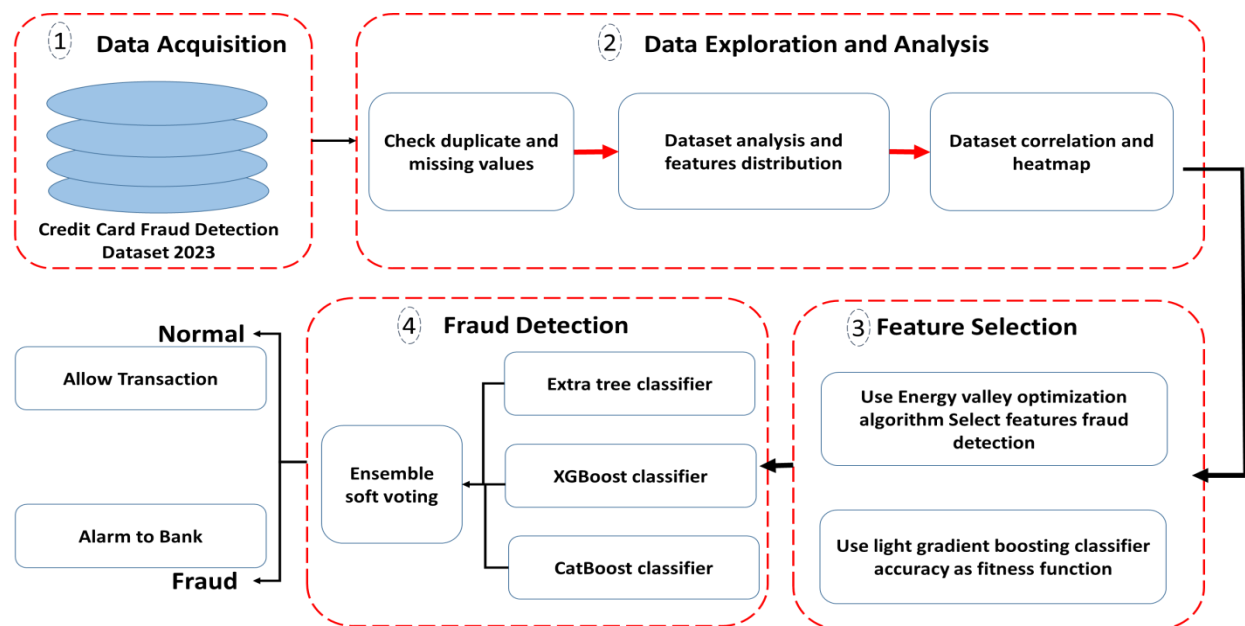 1 Data Acquisition
Credit Card Fraud Detection
Dataset 2023
2 Data Exploration and Analysis
Check duplicate and
missing values
Dataset analysis and
features distribution
Dataset correlation and
heatmap
3 Feature Selection
Use Energy valley optimization
algorithm Select features fraud
detection
Use light gradient boosting classifier
accuracy as fitness function
4 Fraud Detection
Extra tree classifier
XGBoost classifier
CatBoost classifier
Ensemble
soft voting
Normal
Allow Transaction
Alarm to Bank
Fraud